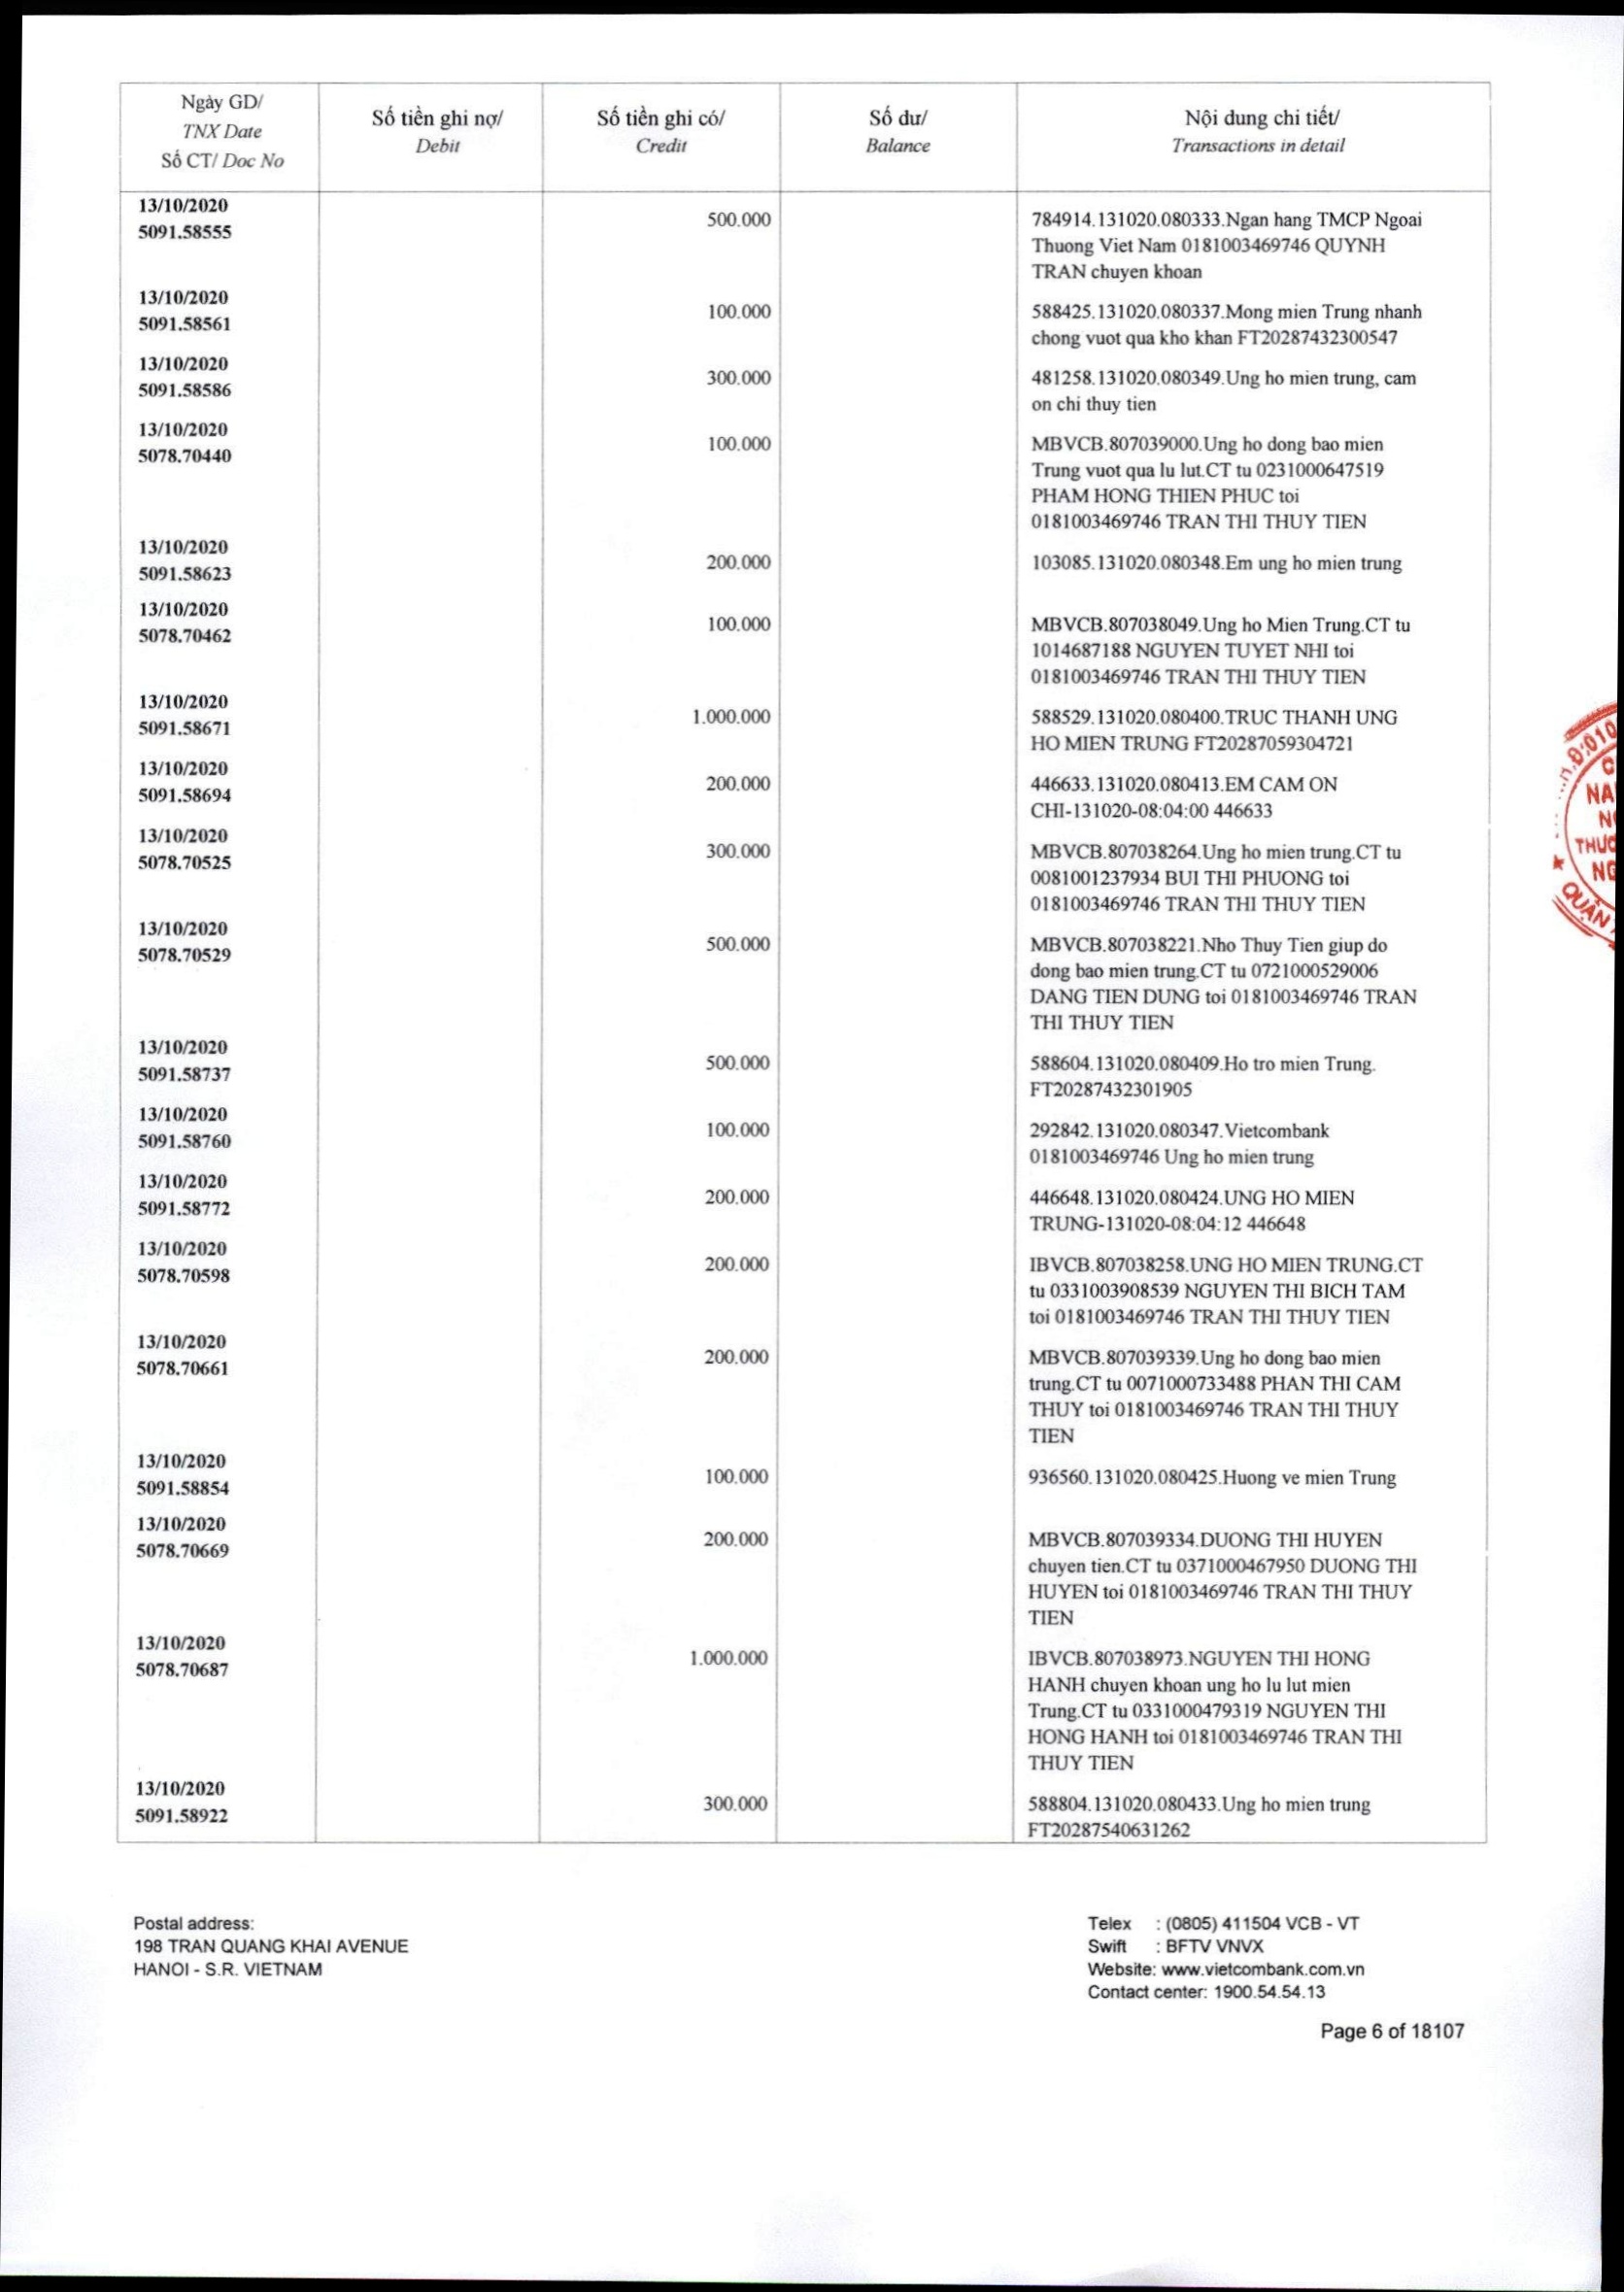 Ngày GD/
TNX Date
Số CT/ Doc No
Số tiền ghi nợ/
Debit
Số tiền ghi có/
Credit
Số dư/
Balance
Nội dung chi tiết/
Transactions in detail
13/10/2020
5091.58555
500.000
784914.131020.080333.Ngan hang TMCP Ngoai
Thuong Viet Nam 0181003469746 QUYNH
TRAN chuyen khoan
13/10/2020
5091.58561
100.000
588425.131020.080337.Mong mien Trung nhanh
chong vuot qua kho khan FT20287432300547
13/10/2020
5091.58586
300.000
481258.131020.080349.Ung ho mien trung, cam
on chi thuy tien
13/10/2020
5078.70440
100.000
MBVCB.807039000.Ung ho dong bao mien
Trung vuot qua lu lut.CT tu 0231000647519
PHAM HONG THIEN PHUC toi
0181003469746 TRAN THI THUY TIEN
13/10/2020
5091.58623
200.000
103085.131020.080348.Em ung ho mien trung
13/10/2020
5078.70462
100.000
MBVCB.807038049.Ung ho Mien Trung.CT tu
1014687188 NGUYEN TUYET NHI toi
0181003469746 TRAN THI THUY TIEN
13/10/2020
5091.58671
1.000.000
588529.131020.080400.TRUC THANH UNG
HO MIEN TRUNG FT20287059304721
13/10/2020
5091.58694
200.000
446633.131020.080413.EM CAM ON
CHI-131020-08:04:00 446633
13/10/2020
5078.70525
300.000
MBVCB.807038264.Ung ho mien trung.CT tu
0081001237934 BUI THI PHUONG toi
0181003469746 TRAN THI THUY TIEN
13/10/2020
5078.70529
500.000
MBVCB.807038221.Nho Thuy Tien giup do
dong bao mien trung.CT tu 0721000529006
DANG TIEN DUNG toi 0181003469746 TRAN
THI THUY TIEN
13/10/2020
5091.58737
500.000
588604.131020.080409.Ho tro mien Trung.
FT20287432301905
13/10/2020
5091.58760
100.000
292842.131020.080347.Vietcombank
0181003469746 Ung ho mien trung
13/10/2020
5091.58772
200.000
446648.131020.080424.UNG HO MIEN
TRUNG-131020-08:04:12 446648
13/10/2020
5078.70598
200.000
IBVCB.807038258.UNG HO MIEN TRUNG.CT
tu 0331003908539 NGUYEN THI BICH TAM
toi 0181003469746 TRAN THI THUY TIEN
13/10/2020
5078.70661
200.000
MBVCB.807039339.Ung ho dong bao mien
trung.CT tu 0071000733488 PHAN THI CAM
THUY toi 0181003469746 TRAN THI THUY
TIEN
13/10/2020
5091.58854
100.000
936560.131020.080425.Huong ve mien Trung
13/10/2020
5078.70669
200.000
MBVCB.807039334.DUONG THI HUYEN
chuyen tien.CT tu 0371000467950 DUONG THI
HUYEN toi 0181003469746 TRAN THI THUY
TIEN
13/10/2020
5078.70687
1.000.000
IBVCB.807038973.NGUYEN THI HONG
HANH chuyen khoan ung ho lu lut mien
Trung.CT tu 0331000479319 NGUYEN THI
HONG HANH toi 0181003469746 TRAN THI
THUY TIEN
13/10/2020
5091.58922
300.000
588804.131020.080433.Ung ho mien trung
FT20287540631262
Đ:010
C
NA
N
THƯƠ
NG
QUẬN
Postal address:
198 TRAN QUANG KHAI AVENUE
HANOI - S.R. VIETNAM
Telex : (0805) 411504 VCB - VT
Swift : BFTV VNVX
Website: www.vietcombank.com.vn
Contact center: 1900.54.54.13
Page 6 of 18107